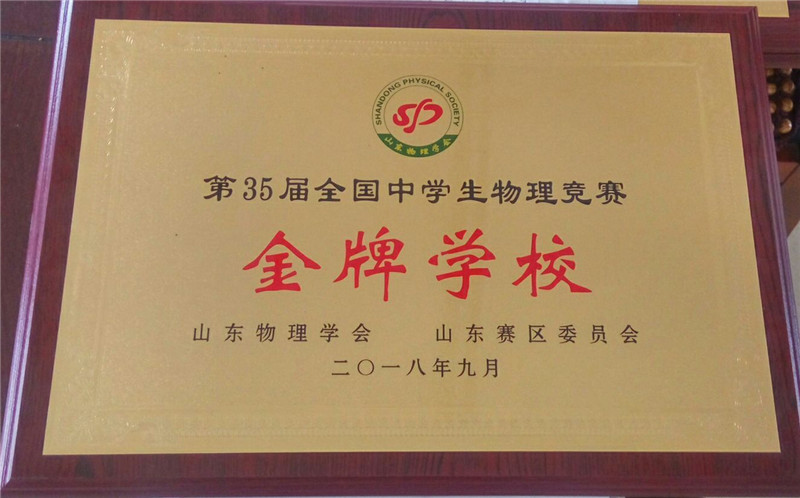 SHANDONG PHYSICAL SOCIETY
山东物理学会
第35届全国中学生物理竞赛
金牌学校
山东物理学会 山东赛区委员会
二〇一八年九月